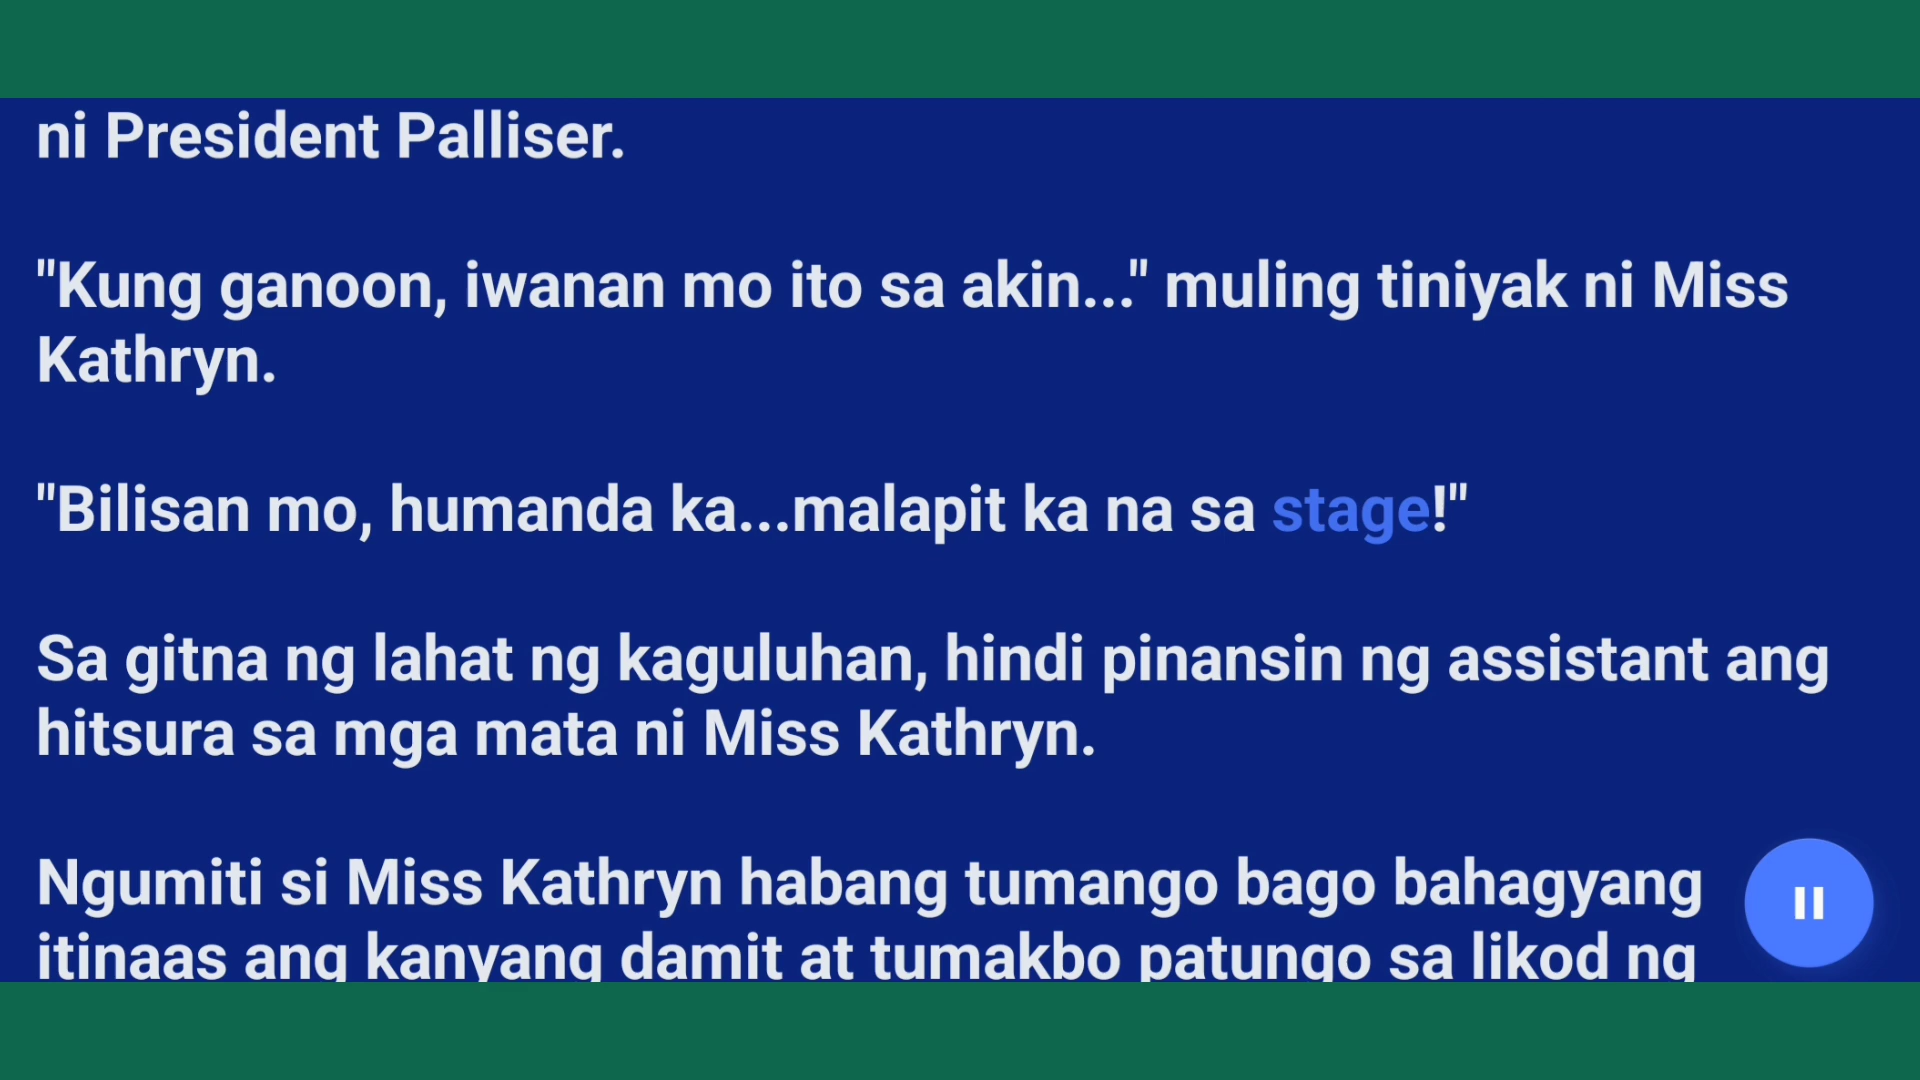 ni President Palliser.
"Kung ganoon, iwanan mo ito sa akin..." muling tiniyak ni Miss
Kathryn.
"Bilisan mo, humanda ka...malapit ka na sa stage!"
Sa gitna ng lahat ng kaguluhan, hindi pinansin ng assistant ang
hitsura sa mga mata ni Miss Kathryn.
Ngumiti si Miss Kathryn habang tumango bago bahagyang
itinaas ang kanyang damit at tumakbo patungo sa likod ng